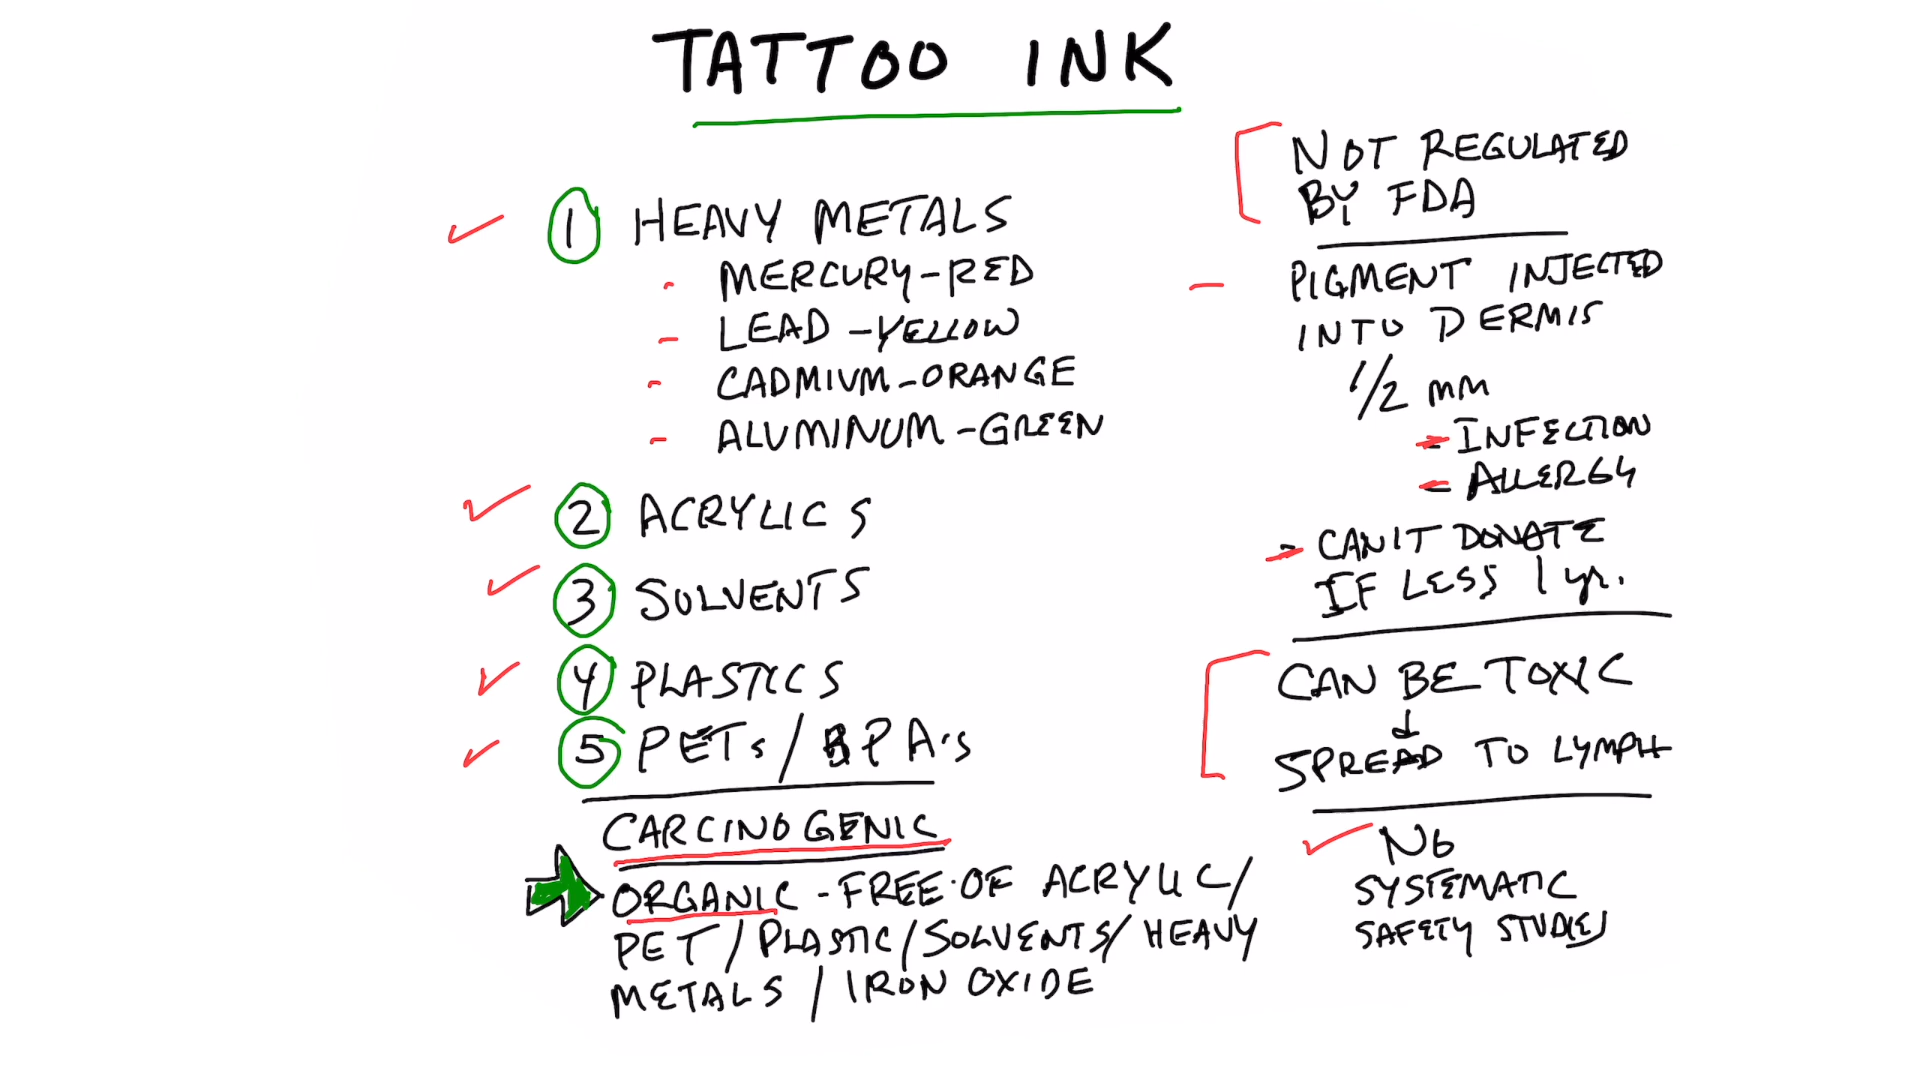 TATTOO INK
1 HEAVY METALS
- MERCURY-RED
- LEAD-YELLOW
- CADMIUM-ORANGE
- ALUMINUM-GREEN
2 ACRYLICS
3 SOLVENTS
4 PLASTICS
5 PETs/BPA's
CARCINOGENIC
ORGANIC - FREE OF ACRYLIC/
PET/PLASTIC/SOLVENTS/HEAVY
METALS/IRON OXIDE
NOT REGULATED
BY FDA
- PIGMENT INJECTED
INTO DERMIS
1/2 mm
- INFECTION
- ALLERGY
- CAN'T DONATE
IF LESS 1 yr.
CAN BE TOXIC
↓
SPREAD TO LYMPH
NO
SYSTEMATIC
SAFETY STUDIES